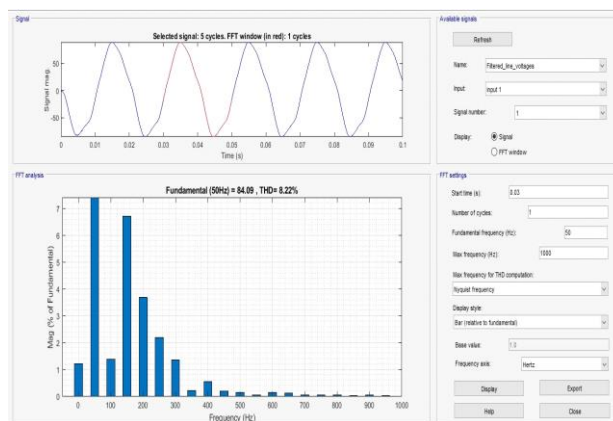 Signal
Selected signal: 5 cycles. FFT window (in red): 1 cycles
Signal mag.
50
0
-50
0 0.01 0.02 0.03 0.04 0.05 0.06 0.07 0.08 0.09 0.1
Time (s)
FFT analysis
Fundamental (50Hz) = 84.09 , THD= 8.22%
Mag (% of Fundamental)
7
6
5
4
3
2
1
0
0 100 200 300 400 500 600 700 800 900 1000
Frequency (Hz)
Available signals
Refresh
Name: Filtered_line_voltages
Input: input 1
Signal number: 1
Display: Signal
FFT window
FFT settings
Start time (s): 0.03
Number of cycles: 1
Fundamental frequency (Hz): 50
Max frequency (Hz): 1000
Max frequency for THD computation:
Nyquist frequency
Display style:
Bar (relative to fundamental)
Base value: 1.0
Frequency axis: Hertz
Display Export
Help Close